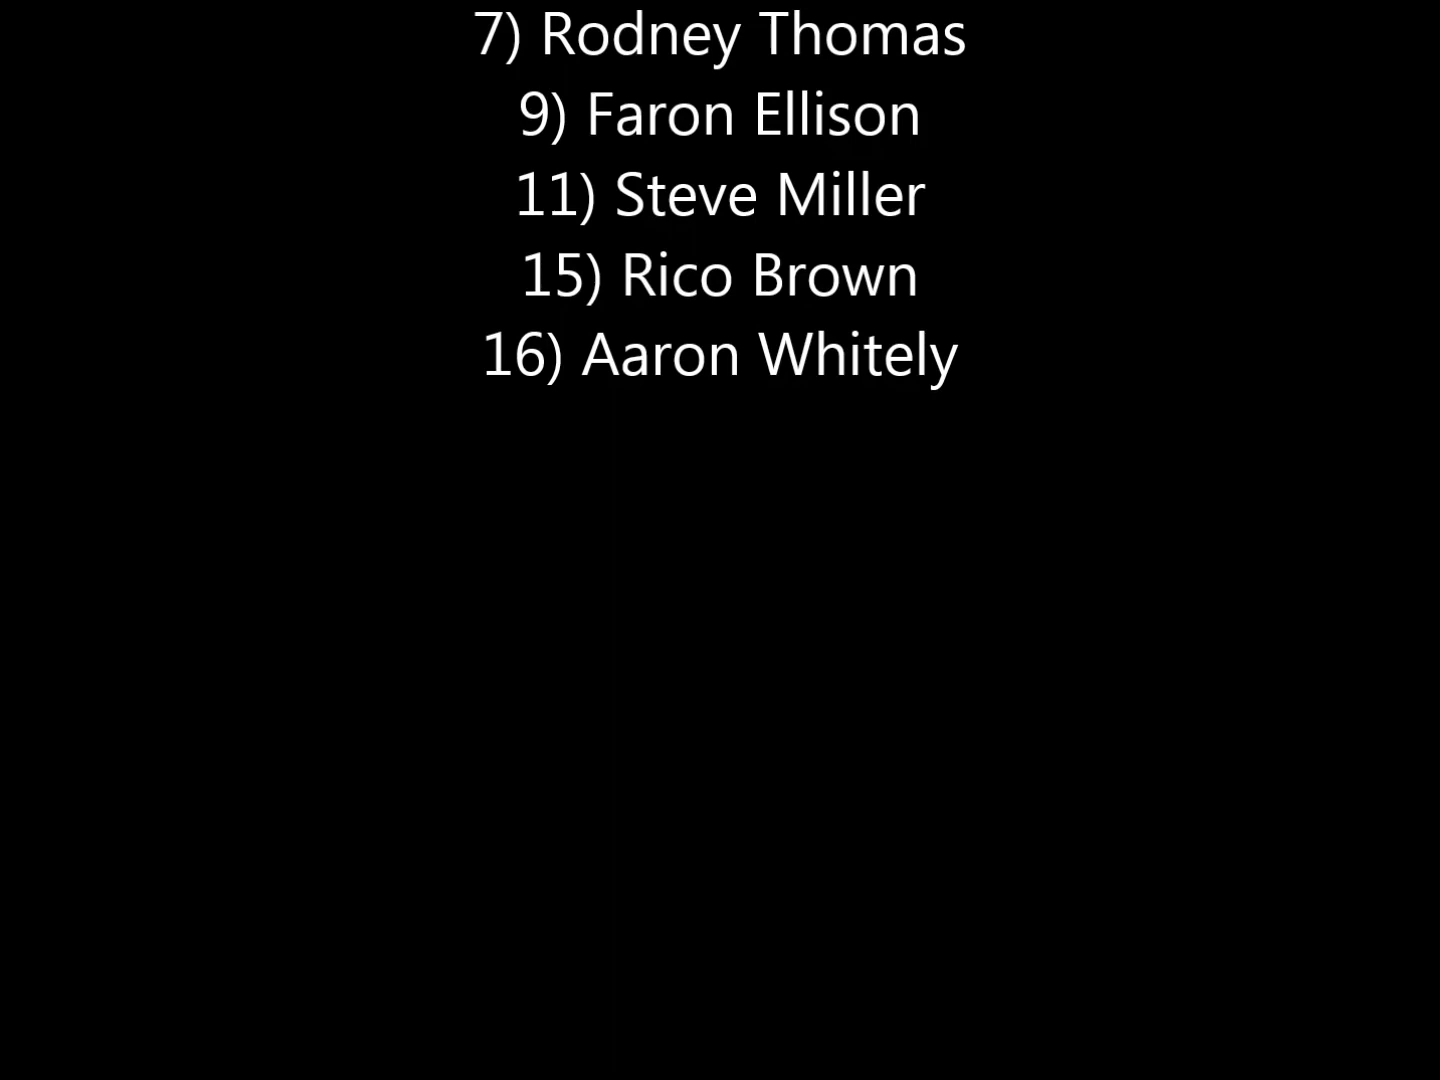 7) Rodney Thomas
9) Faron Ellison
11) Steve Miller
15) Rico Brown
16) Aaron Whitely